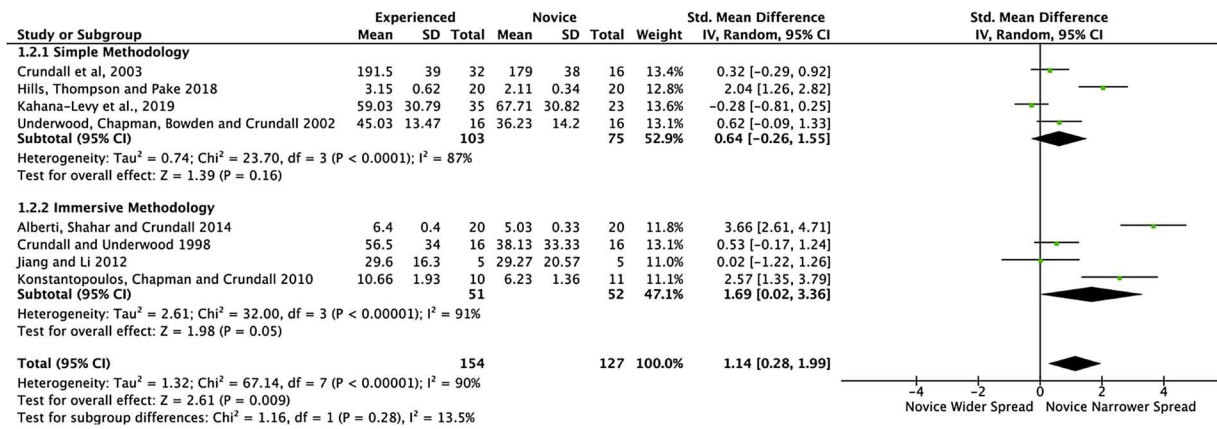 Experienced Novice Std. Mean Difference Std. Mean Difference
Study or Subgroup Mean SD Total Mean SD Total Weight IV, Random, 95% CI IV, Random, 95% CI
1.2.1 Simple Methodology
Crundall et al, 2003 191.5 39 32 179 38 16 13.4% 0.32 [-0.29, 0.92]
Hills, Thompson and Pake 2018 3.15 0.62 20 2.11 0.34 20 12.8% 2.04 [1.26, 2.82]
Kahana-Levy et al., 2019 59.03 30.79 35 67.71 30.82 23 13.6% -0.28 [-0.81, 0.25]
Underwood, Chapman, Bowden and Crundall 2002 45.03 13.47 16 36.23 14.2 16 13.1% 0.62 [-0.09, 1.33]
Subtotal (95% CI) 103 75 52.9% 0.64 [-0.26, 1.55]
Heterogeneity: Tau² = 0.74; Chi² = 23.70, df = 3 (P < 0.0001); I² = 87%
Test for overall effect: Z = 1.39 (P = 0.16)
1.2.2 Immersive Methodology
Alberti, Shahar and Crundall 2014 6.4 0.4 20 5.03 0.33 20 11.8% 3.66 [2.61, 4.71]
Crundall and Underwood 1998 56.5 34 16 38.13 33.33 16 13.1% 0.53 [-0.17, 1.24]
Jiang and Li 2012 29.6 16.3 5 29.27 20.57 5 11.0% 0.02 [-1.22, 1.26]
Konstantopoulos, Chapman and Crundall 2010 10.66 1.93 10 6.23 1.36 11 11.1% 2.57 [1.35, 3.79]
Subtotal (95% CI) 51 52 47.1% 1.69 [0.02, 3.36]
Heterogeneity: Tau² = 2.61; Chi² = 32.00, df = 3 (P < 0.00001); I² = 91%
Test for overall effect: Z = 1.98 (P = 0.05)
Total (95% CI) 154 127 100.0% 1.14 [0.28, 1.99]
Heterogeneity: Tau² = 1.32; Chi² = 67.14, df = 7 (P < 0.00001); I² = 90%
Test for overall effect: Z = 2.61 (P = 0.009)
Test for subgroup differences: Chi² = 1.16, df = 1 (P = 0.28), I² = 13.5%
-4 -2 0 2 4
Novice Wider Spread Novice Narrower Spread